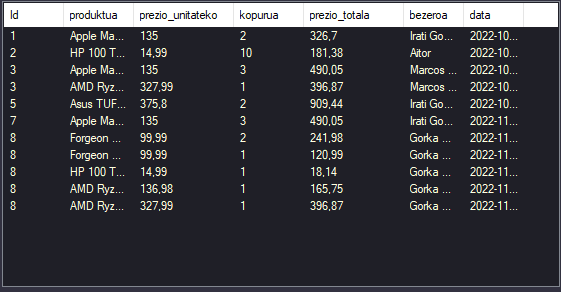 Id produktua prezio_unitateko kopurua prezio_totala bezeroa data
1 Apple Ma... 135 2 326,7 Irati Go... 2022-10...
2 HP 100 T... 14,99 10 181,38 Aitor 2022-10...
3 Apple Ma... 135 3 490,05 Marcos ... 2022-10...
3 AMD Ryz... 327,99 1 396,87 Marcos ... 2022-10...
5 Asus TUF... 375,8 2 909,44 Irati Go... 2022-10...
7 Apple Ma... 135 3 490,05 Irati Go... 2022-11...
8 Forgeon ... 99,99 2 241,98 Gorka ... 2022-11...
8 Forgeon ... 99,99 1 120,99 Gorka ... 2022-11...
8 HP 100 T... 14,99 1 18,14 Gorka ... 2022-11...
8 AMD Ryz... 136,98 1 165,75 Gorka ... 2022-11...
8 AMD Ryz... 327,99 1 396,87 Gorka ... 2022-11...